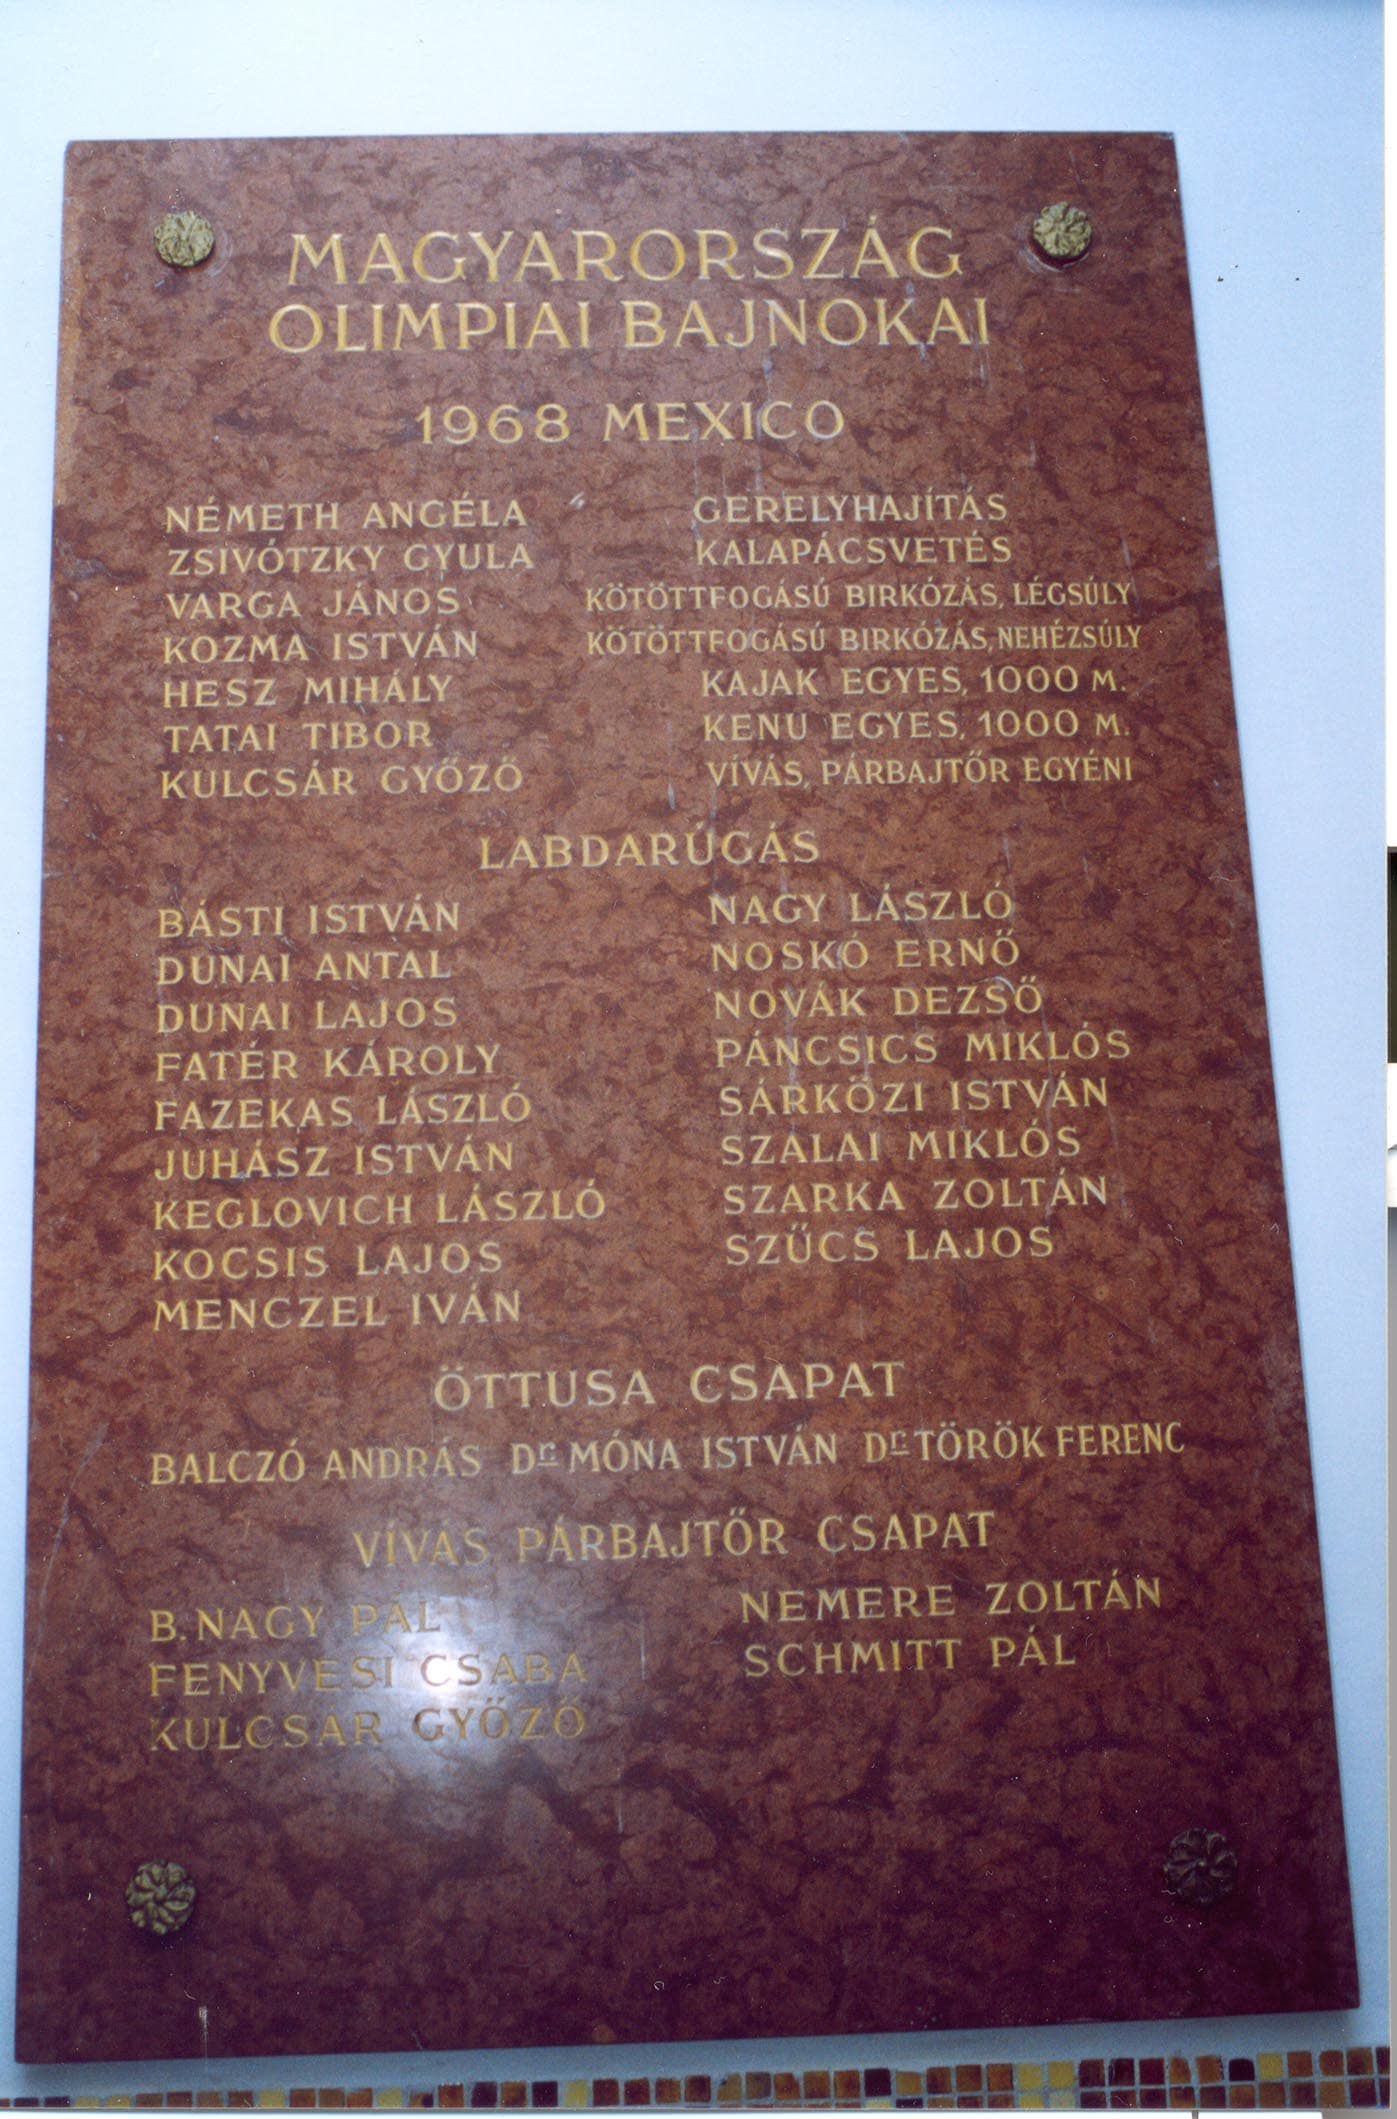 MAGYARORSZÁG
OLIMPIAI BAJNOKAI
1968 MEXICO
NÉMETH ANGÉLA GERELYHAJÍTÁS
ZSIVÓTZKY GYULA KALAPÁCSVETÉS
VARGA JÁNOS KÖTÖTTFOGÁSÚ BIRKÓZÁS, LÉGSÚLY
KOZMA ISTVÁN KÖTÖTTFOGÁSÚ BIRKÓZÁS, NEHÉZSÚLY
HESZ MIHÁLY KAJAK EGYES, 1000 M.
TATAI TIBOR KENU EGYES, 1000 M.
KULCSÁR GYŐZŐ VÍVÁS, PÁRBAJTŐR EGYÉNI
LABDARÚGÁS
BÁSTI ISTVÁN NAGY LÁSZLÓ
DUNAI ANTAL NOSKÓ ERNŐ
DUNAI LAJOS NOVÁK DEZSŐ
FATÉR KÁROLY PÁNCSICS MIKLÓS
FAZEKAS LÁSZLÓ SÁRKÖZI ISTVÁN
JUHÁSZ ISTVÁN SZALAI MIKLÓS
KEGLOVICH LÁSZLÓ SZARKA ZOLTÁN
KOCSIS LAJOS SZŰCS LAJOS
MENCZEL IVÁN
ÖTTUSA CSAPAT
BALCZÓ ANDRÁS Dr MÓNA ISTVÁN Dr TÖRÖK FERENC
VÍVÁS PÁRBAJTŐR CSAPAT
B. NAGY PÁL NEMERE ZOLTÁN
FENYVESI CSABA SCHMITT PÁL
KULCSÁR GYŐZŐ